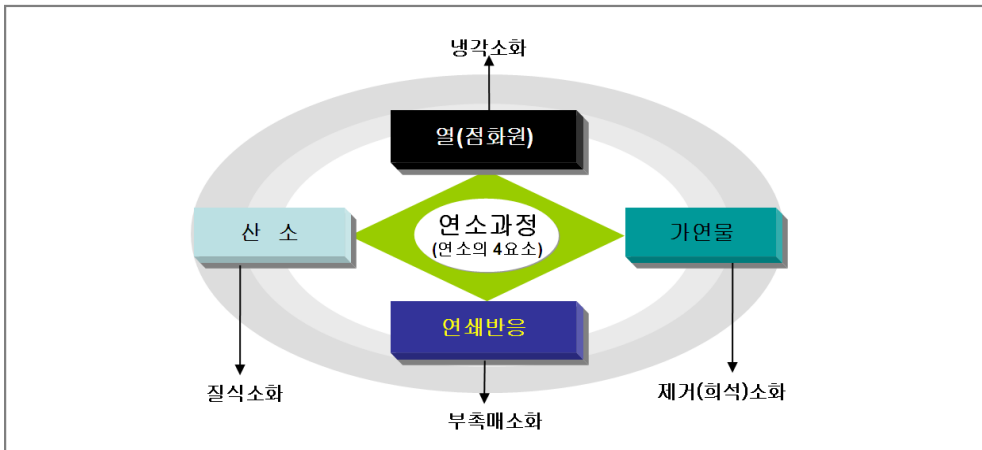 냉각소화
열(점화원)
산 소
연소과정
(연소의 4요소)
가연물
연쇄반응
질식소화
부촉매소화
제거(희석)소화